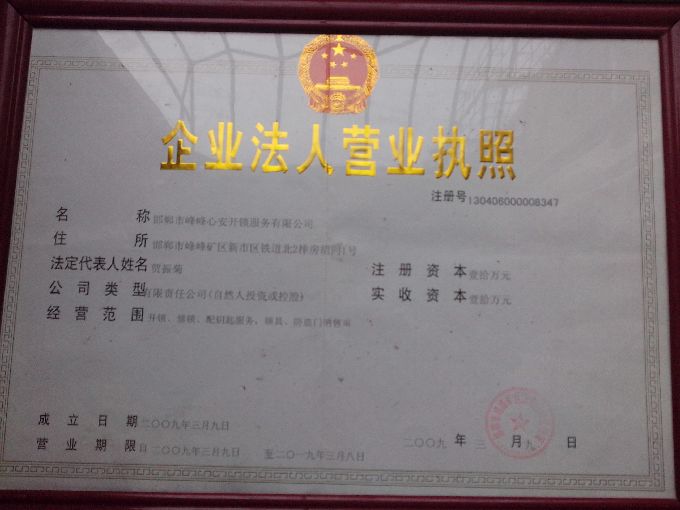 企业法人营业执照
注册号130406000008347
名 称 邯郸市峰峰心安开锁服务有限公司
住 所 邯郸市峰峰矿区新市区铁道北2排房胡同1号
法定代表人姓名 贺振菊
注册资本 壹拾万元
公司类型 有限责任公司(自然人投资或控股)
实收资本 壹拾万元
经营范围 开锁、修锁、配钥匙服务,锁具、防盗门销售
成立日期 二〇〇九年三月九日
营业期限 自二〇〇九年三月九日 至二〇一九年三月八日
二〇〇九 年 三 月 九 日